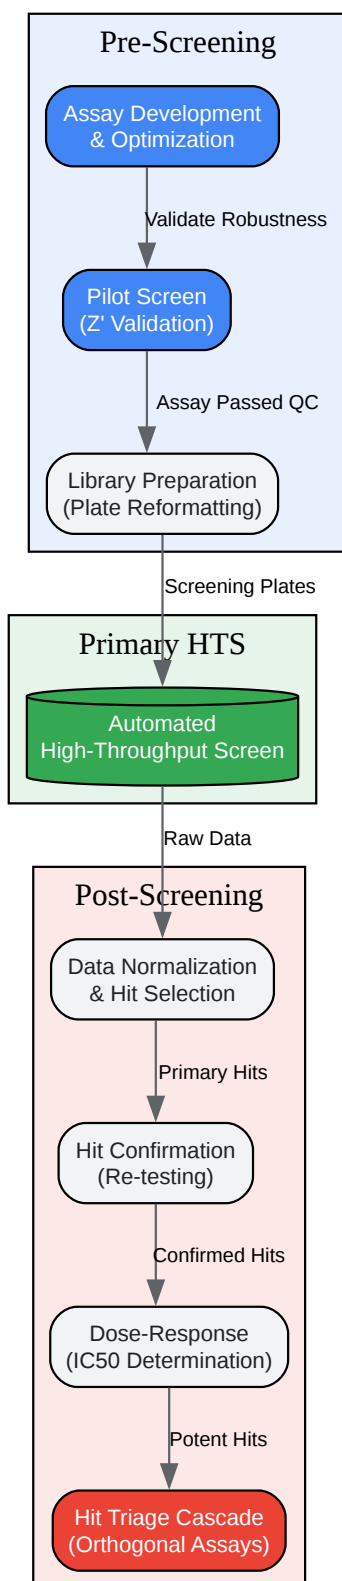 Pre-Screening
Assay Development
& Optimization
Validate Robustness
Pilot Screen
(Z' Validation)
Assay Passed QC
Library Preparation
(Plate Reformatting)
Screening Plates
Primary HTS
Automated
High-Throughput Screen
Raw Data
Post-Screening
Data Normalization
& Hit Selection
Primary Hits
Hit Confirmation
(Re-testing)
Confirmed Hits
Dose-Response
(IC50 Determination)
Potent Hits
Hit Triage Cascade
(Orthogonal Assays)